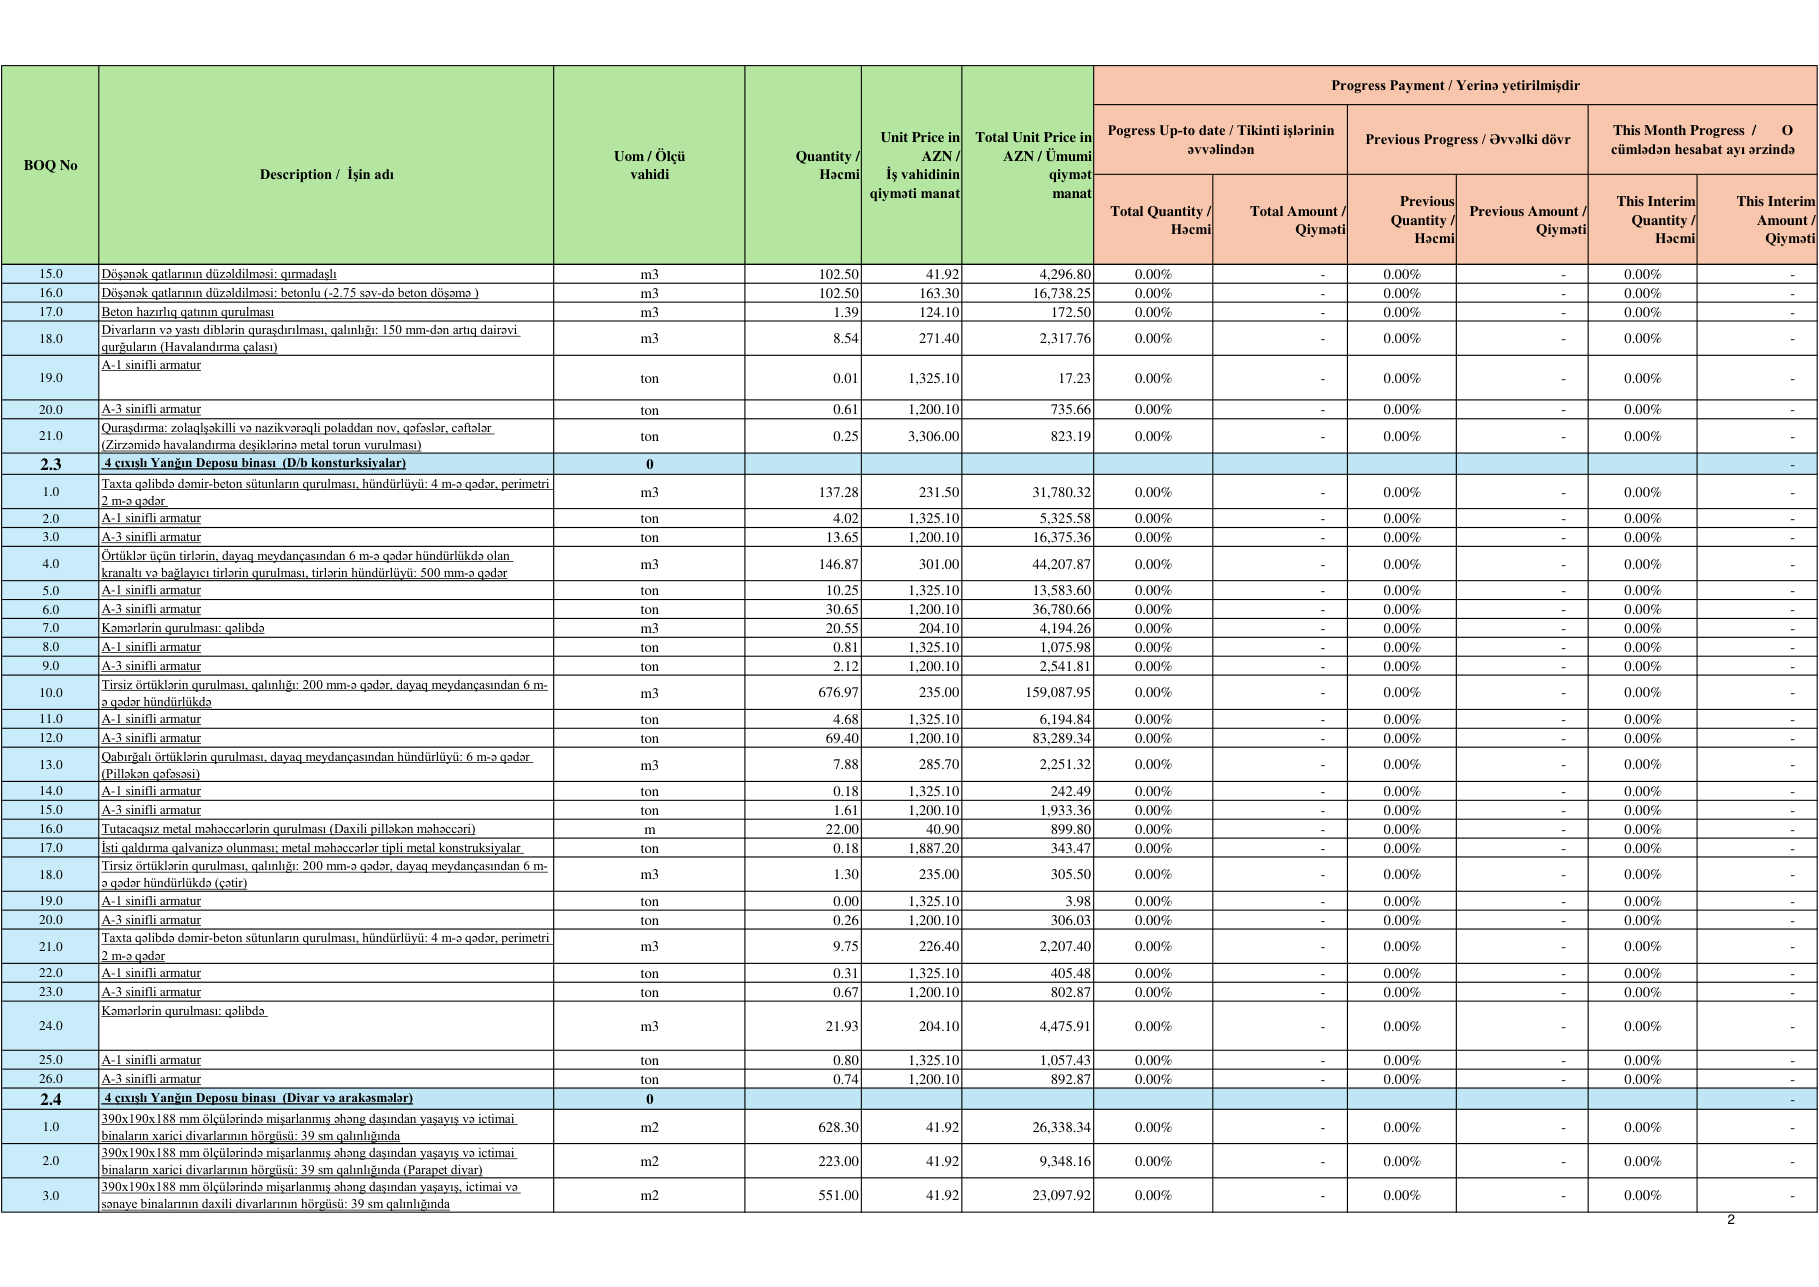 BOQ No
Description /  İşin adı
Uom / Ölçü
vahidi
Quantity /
Həcmi
Unit Price in
AZN /
İş vahidinin
qiyməti manat
Total Unit Price in
AZN / Ümumi
qiymət
manat
Progress Payment / Yerinə yetirilmişdir
Pogress Up-to date / Tikinti işlərinin
əvvəlindən
Previous Progress / Əvvəlki dövr
This Month Progress  /      O
cümlədən hesabat ayı ərzində
Total Quantity /
Həcmi
Total Amount /
Qiyməti
Previous
Quantity /
Həcmi
Previous Amount /
Qiyməti
This Interim
Quantity /
Həcmi
This Interim
Amount /
Qiyməti
15.0 Döşənək qatlarının düzəldilməsi: qırmadaşlı m3 102.50 41.92 4,296.80 0.00% - 0.00% - 0.00% -
16.0 Döşənək qatlarının düzəldilməsi: betonlu (-2.75 səv-də beton döşəmə ) m3 102.50 163.30 16,738.25 0.00% - 0.00% - 0.00% -
17.0 Beton hazırlıq qatının qurulması m3 1.39 124.10 172.50 0.00% - 0.00% - 0.00% -
18.0 Divarların və yastı diblərin quraşdırılması, qalınlığı: 150 mm-dən artıq dairəvi
qurğuların (Havalandırma çalası) m3 8.54 271.40 2,317.76 0.00% - 0.00% - 0.00% -
19.0 A-1 sinifli armatur ton 0.01 1,325.10 17.23 0.00% - 0.00% - 0.00% -
20.0 A-3 sinifli armatur ton 0.61 1,200.10 735.66 0.00% - 0.00% - 0.00% -
21.0 Quraşdırma: zolaqlşəkilli və nazikvərəqli poladdan nov, qəfəslər, cəftələr
(Zirzəmidə havalandırma deşiklərinə metal torun vurulması) ton 0.25 3,306.00 823.19 0.00% - 0.00% - 0.00% -
2.3 4 çıxışlı Yanğın Deposu binası  (D/b konsturksiyalar) 0 -
1.0 Taxta qəlibdə dəmir-beton sütunların qurulması, hündürlüyü: 4 m-ə qədər, perimetri
2 m-ə qədər m3 137.28 231.50 31,780.32 0.00% - 0.00% - 0.00% -
2.0 A-1 sinifli armatur ton 4.02 1,325.10 5,325.58 0.00% - 0.00% - 0.00% -
3.0 A-3 sinifli armatur ton 13.65 1,200.10 16,375.36 0.00% - 0.00% - 0.00% -
4.0 Örtüklər üçün tirlərin, dayaq meydançasından 6 m-ə qədər hündürlükdə olan
kranaltı və bağlayıcı tirlərin qurulması, tirlərin hündürlüyü: 500 mm-ə qədər m3 146.87 301.00 44,207.87 0.00% - 0.00% - 0.00% -
5.0 A-1 sinifli armatur ton 10.25 1,325.10 13,583.60 0.00% - 0.00% - 0.00% -
6.0 A-3 sinifli armatur ton 30.65 1,200.10 36,780.66 0.00% - 0.00% - 0.00% -
7.0 Kəmərlərin qurulması: qəlibdə m3 20.55 204.10 4,194.26 0.00% - 0.00% - 0.00% -
8.0 A-1 sinifli armatur ton 0.81 1,325.10 1,075.98 0.00% - 0.00% - 0.00% -
9.0 A-3 sinifli armatur ton 2.12 1,200.10 2,541.81 0.00% - 0.00% - 0.00% -
10.0 Tirsiz örtüklərin qurulması, qalınlığı: 200 mm-ə qədər, dayaq meydançasından 6 m-
ə qədər hündürlükdə m3 676.97 235.00 159,087.95 0.00% - 0.00% - 0.00% -
11.0 A-1 sinifli armatur ton 4.68 1,325.10 6,194.84 0.00% - 0.00% - 0.00% -
12.0 A-3 sinifli armatur ton 69.40 1,200.10 83,289.34 0.00% - 0.00% - 0.00% -
13.0 Qabırğalı örtüklərin qurulması, dayaq meydançasından hündürlüyü: 6 m-ə qədər
(Pilləkən qəfəsəsi) m3 7.88 285.70 2,251.32 0.00% - 0.00% - 0.00% -
14.0 A-1 sinifli armatur ton 0.18 1,325.10 242.49 0.00% - 0.00% - 0.00% -
15.0 A-3 sinifli armatur ton 1.61 1,200.10 1,933.36 0.00% - 0.00% - 0.00% -
16.0 Tutacaqsız metal məhəccərlərin qurulması (Daxili pilləkən məhəccəri) m 22.00 40.90 899.80 0.00% - 0.00% - 0.00% -
17.0 İsti qaldırma qalvanizə olunması; metal məhəccərlər tipli metal konstruksiyalar ton 0.18 1,887.20 343.47 0.00% - 0.00% - 0.00% -
18.0 Tirsiz örtüklərin qurulması, qalınlığı: 200 mm-ə qədər, dayaq meydançasından 6 m-
ə qədər hündürlükdə (çətir) m3 1.30 235.00 305.50 0.00% - 0.00% - 0.00% -
19.0 A-1 sinifli armatur ton 0.00 1,325.10 3.98 0.00% - 0.00% - 0.00% -
20.0 A-3 sinifli armatur ton 0.26 1,200.10 306.03 0.00% - 0.00% - 0.00% -
21.0 Taxta qəlibdə dəmir-beton sütunların qurulması, hündürlüyü: 4 m-ə qədər, perimetri
2 m-ə qədər m3 9.75 226.40 2,207.40 0.00% - 0.00% - 0.00% -
22.0 A-1 sinifli armatur ton 0.31 1,325.10 405.48 0.00% - 0.00% - 0.00% -
23.0 A-3 sinifli armatur ton 0.67 1,200.10 802.87 0.00% - 0.00% - 0.00% -
24.0 Kəmərlərin qurulması: qəlibdə m3 21.93 204.10 4,475.91 0.00% - 0.00% - 0.00% -
25.0 A-1 sinifli armatur ton 0.80 1,325.10 1,057.43 0.00% - 0.00% - 0.00% -
26.0 A-3 sinifli armatur ton 0.74 1,200.10 892.87 0.00% - 0.00% - 0.00% -
2.4 4 çıxışlı Yanğın Deposu binası  (Divar və arakəsmələr) 0 -
1.0 390x190x188 mm ölçülərində mişarlanmış əhəng daşından yaşayış və ictimai
binaların xarici divarlarının hörgüsü: 39 sm qalınlığında m2 628.30 41.92 26,338.34 0.00% - 0.00% - 0.00% -
2.0 390x190x188 mm ölçülərində mişarlanmış əhəng daşından yaşayış və ictimai
binaların xarici divarlarının hörgüsü: 39 sm qalınlığında (Parapet divar) m2 223.00 41.92 9,348.16 0.00% - 0.00% - 0.00% -
3.0 390x190x188 mm ölçülərində mişarlanmış əhəng daşından yaşayış, ictimai və
sənaye binalarının daxili divarlarının hörgüsü: 39 sm qalınlığında m2 551.00 41.92 23,097.92 0.00% - 0.00% - 0.00% -
2